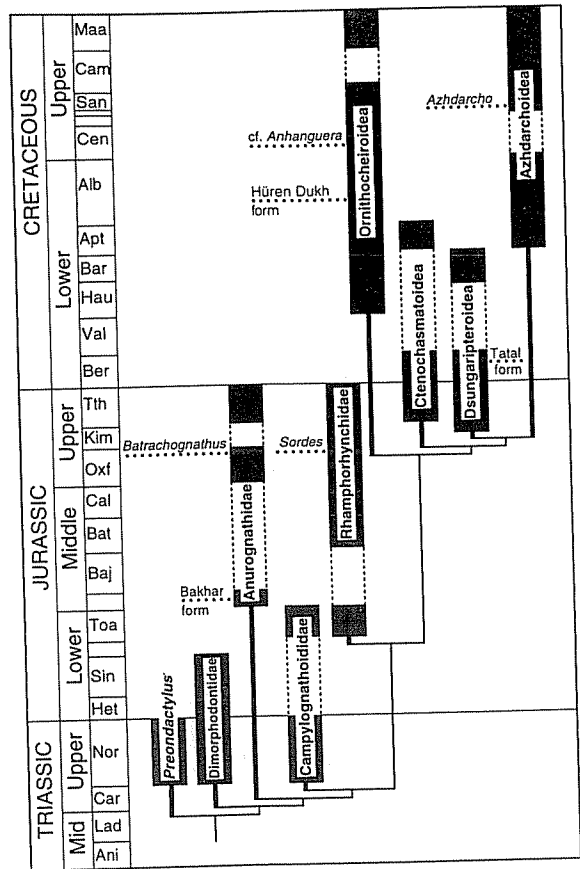 CRETACEOUS
Upper
Lower
Maa
Cam
San
Cen
Alb
Apt
Bar
Hau
Val
Ber
JURASSIC
Upper
Middle
Lower
Tth
Kim
Oxf
Cal
Bat
Baj
Toa
Sin
Het
TRIASSIC
Upper
Mid
Nor
Car
Lad
Ani
cf. Anhanguera
Hüren Dukh
form
Azhdarcho
Tatal
form
Batrachognathus
Sordes
Bakhar
form
Preondactylus
Dimorphodontidae
Anurognathidae
Campylognathoididae
Rhamphorhynchidae
Ornithocheiroidea
Ctenochasmatoidea
Dsungaripteroidea
Azhdarchoidea